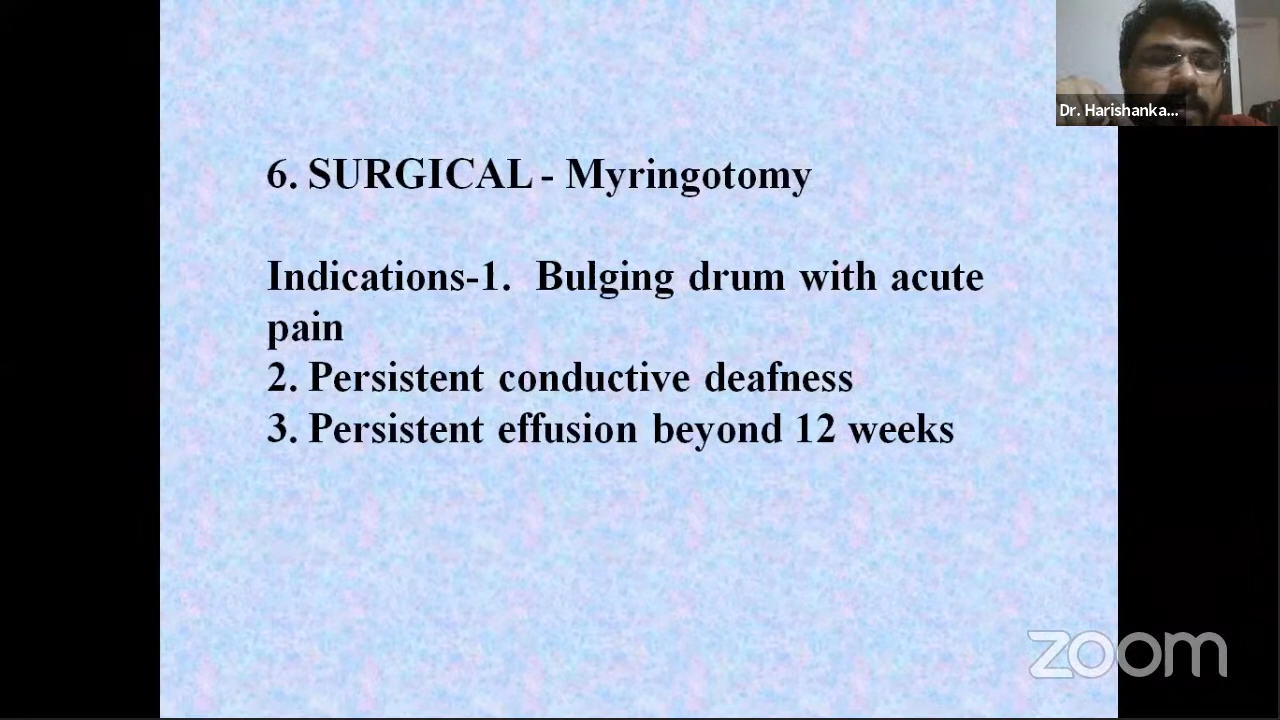 Dr. Harishanka...
6. SURGICAL - Myringotomy
Indications-1. Bulging drum with acute
pain
2. Persistent conductive deafness
3. Persistent effusion beyond 12 weeks
zoom